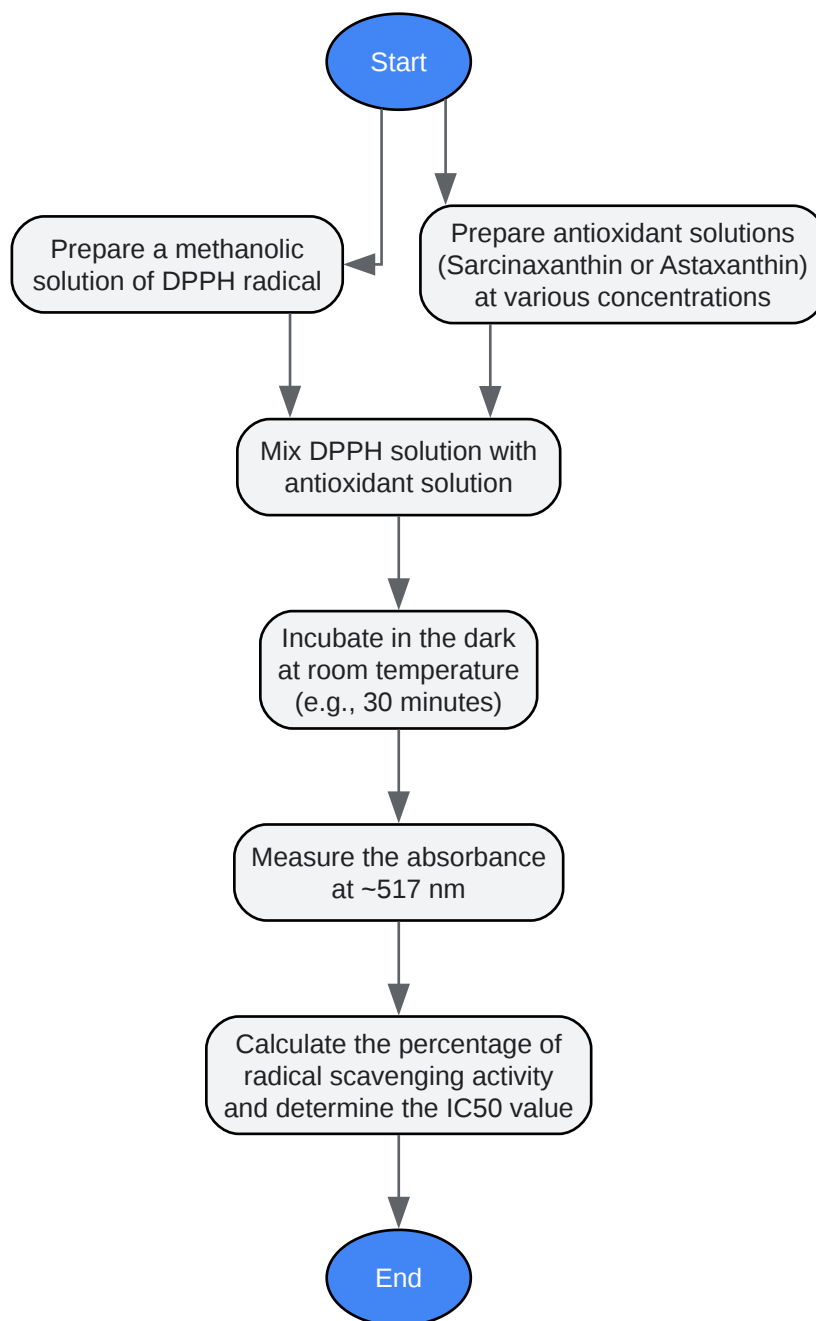 Start
Prepare a methanolic
solution of DPPH radical
Prepare antioxidant solutions
(Sarcinaxanthin or Astaxanthin)
at various concentrations
Mix DPPH solution with
antioxidant solution
Incubate in the dark
at room temperature
(e.g., 30 minutes)
Measure the absorbance
at ~517 nm
Calculate the percentage of
radical scavenging activity
and determine the IC50 value
End